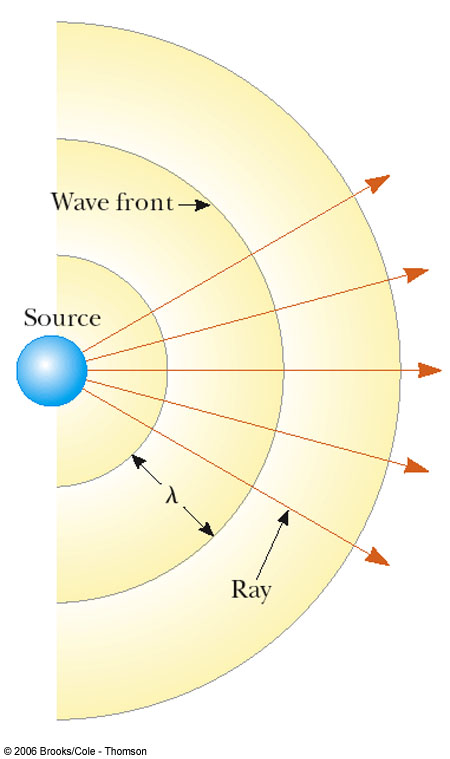 Wave front
Source
λ
Ray
© 2006 Brooks/Cole - Thomson